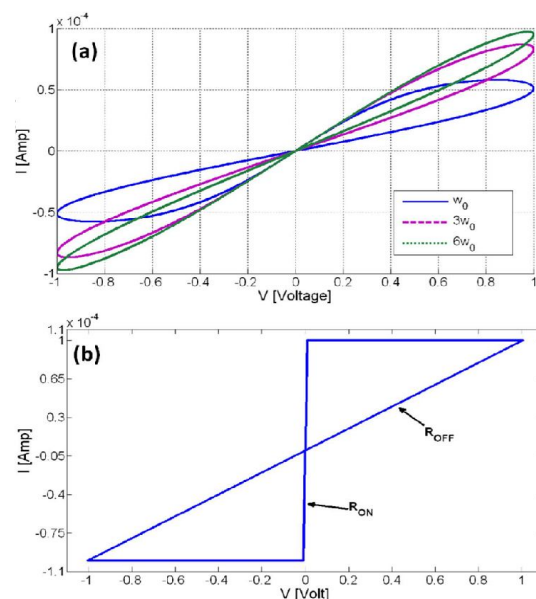 x 10⁻⁴
1
(a)
0.5
I [Amp]
0
-0.5
-1
w₀
3w₀
6w₀
-1 -0.8 -0.6 -0.4 -0.2 0 0.2 0.4 0.6 0.8 1
V [Voltage]
x 10⁻⁴
1.1
(b)
0.65
0.3
I [Amp]
-0.05
-0.4
-0.75
-1.1
R_OFF
R_ON
-1 -0.8 -0.6 -0.4 -0.2 0 0.2 0.4 0.6 0.8 1
V [Volt]